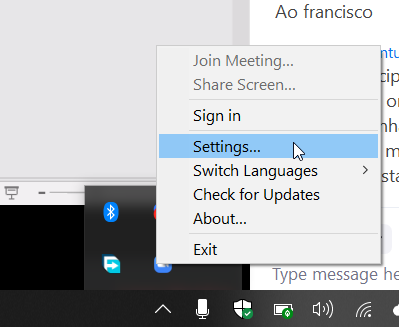 Ao francisco
Join Meeting...
Share Screen...
Sign in
Settings...
Switch Languages
Check for Updates
About...
Exit
Type message he